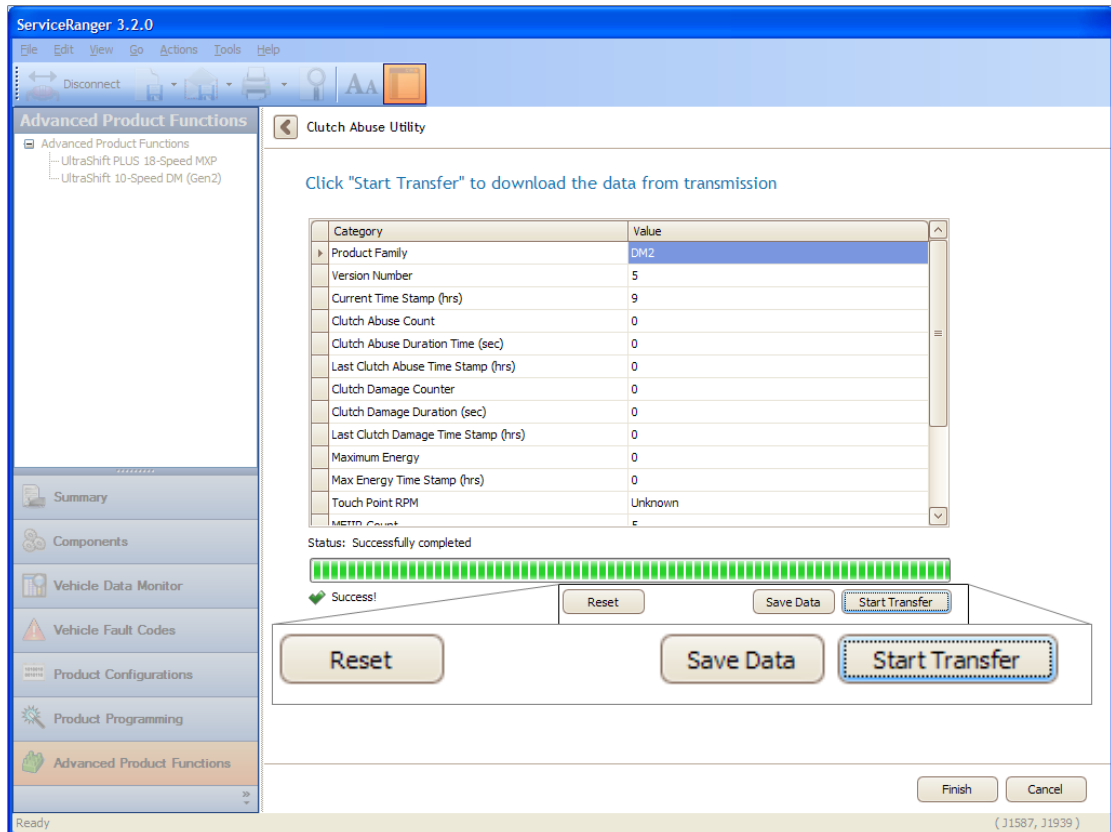 ServiceRanger 3.2.0
File Edit View Go Actions Tools Help
Disconnect
AA
Advanced Product Functions
Advanced Product Functions
UltraShift PLUS 18-Speed MXP
UltraShift 10-Speed DM (Gen2)
Summary
Components
Vehicle Data Monitor
Vehicle Fault Codes
Product Configurations
Product Programming
Advanced Product Functions
Clutch Abuse Utility
Click "Start Transfer" to download the data from transmission
Category Value
Product Family DM2
Version Number 5
Current Time Stamp (hrs) 9
Clutch Abuse Count 0
Clutch Abuse Duration Time (sec) 0
Last Clutch Abuse Time Stamp (hrs) 0
Clutch Damage Counter 0
Clutch Damage Duration (sec) 0
Last Clutch Damage Time Stamp (hrs) 0
Maximum Energy 0
Max Energy Time Stamp (hrs) 0
Touch Point RPM Unknown
Count 5
Status: Successfully completed
Success!
Reset Save Data Start Transfer
Reset Save Data Start Transfer
Finish Cancel
Ready (J1587, J1939)